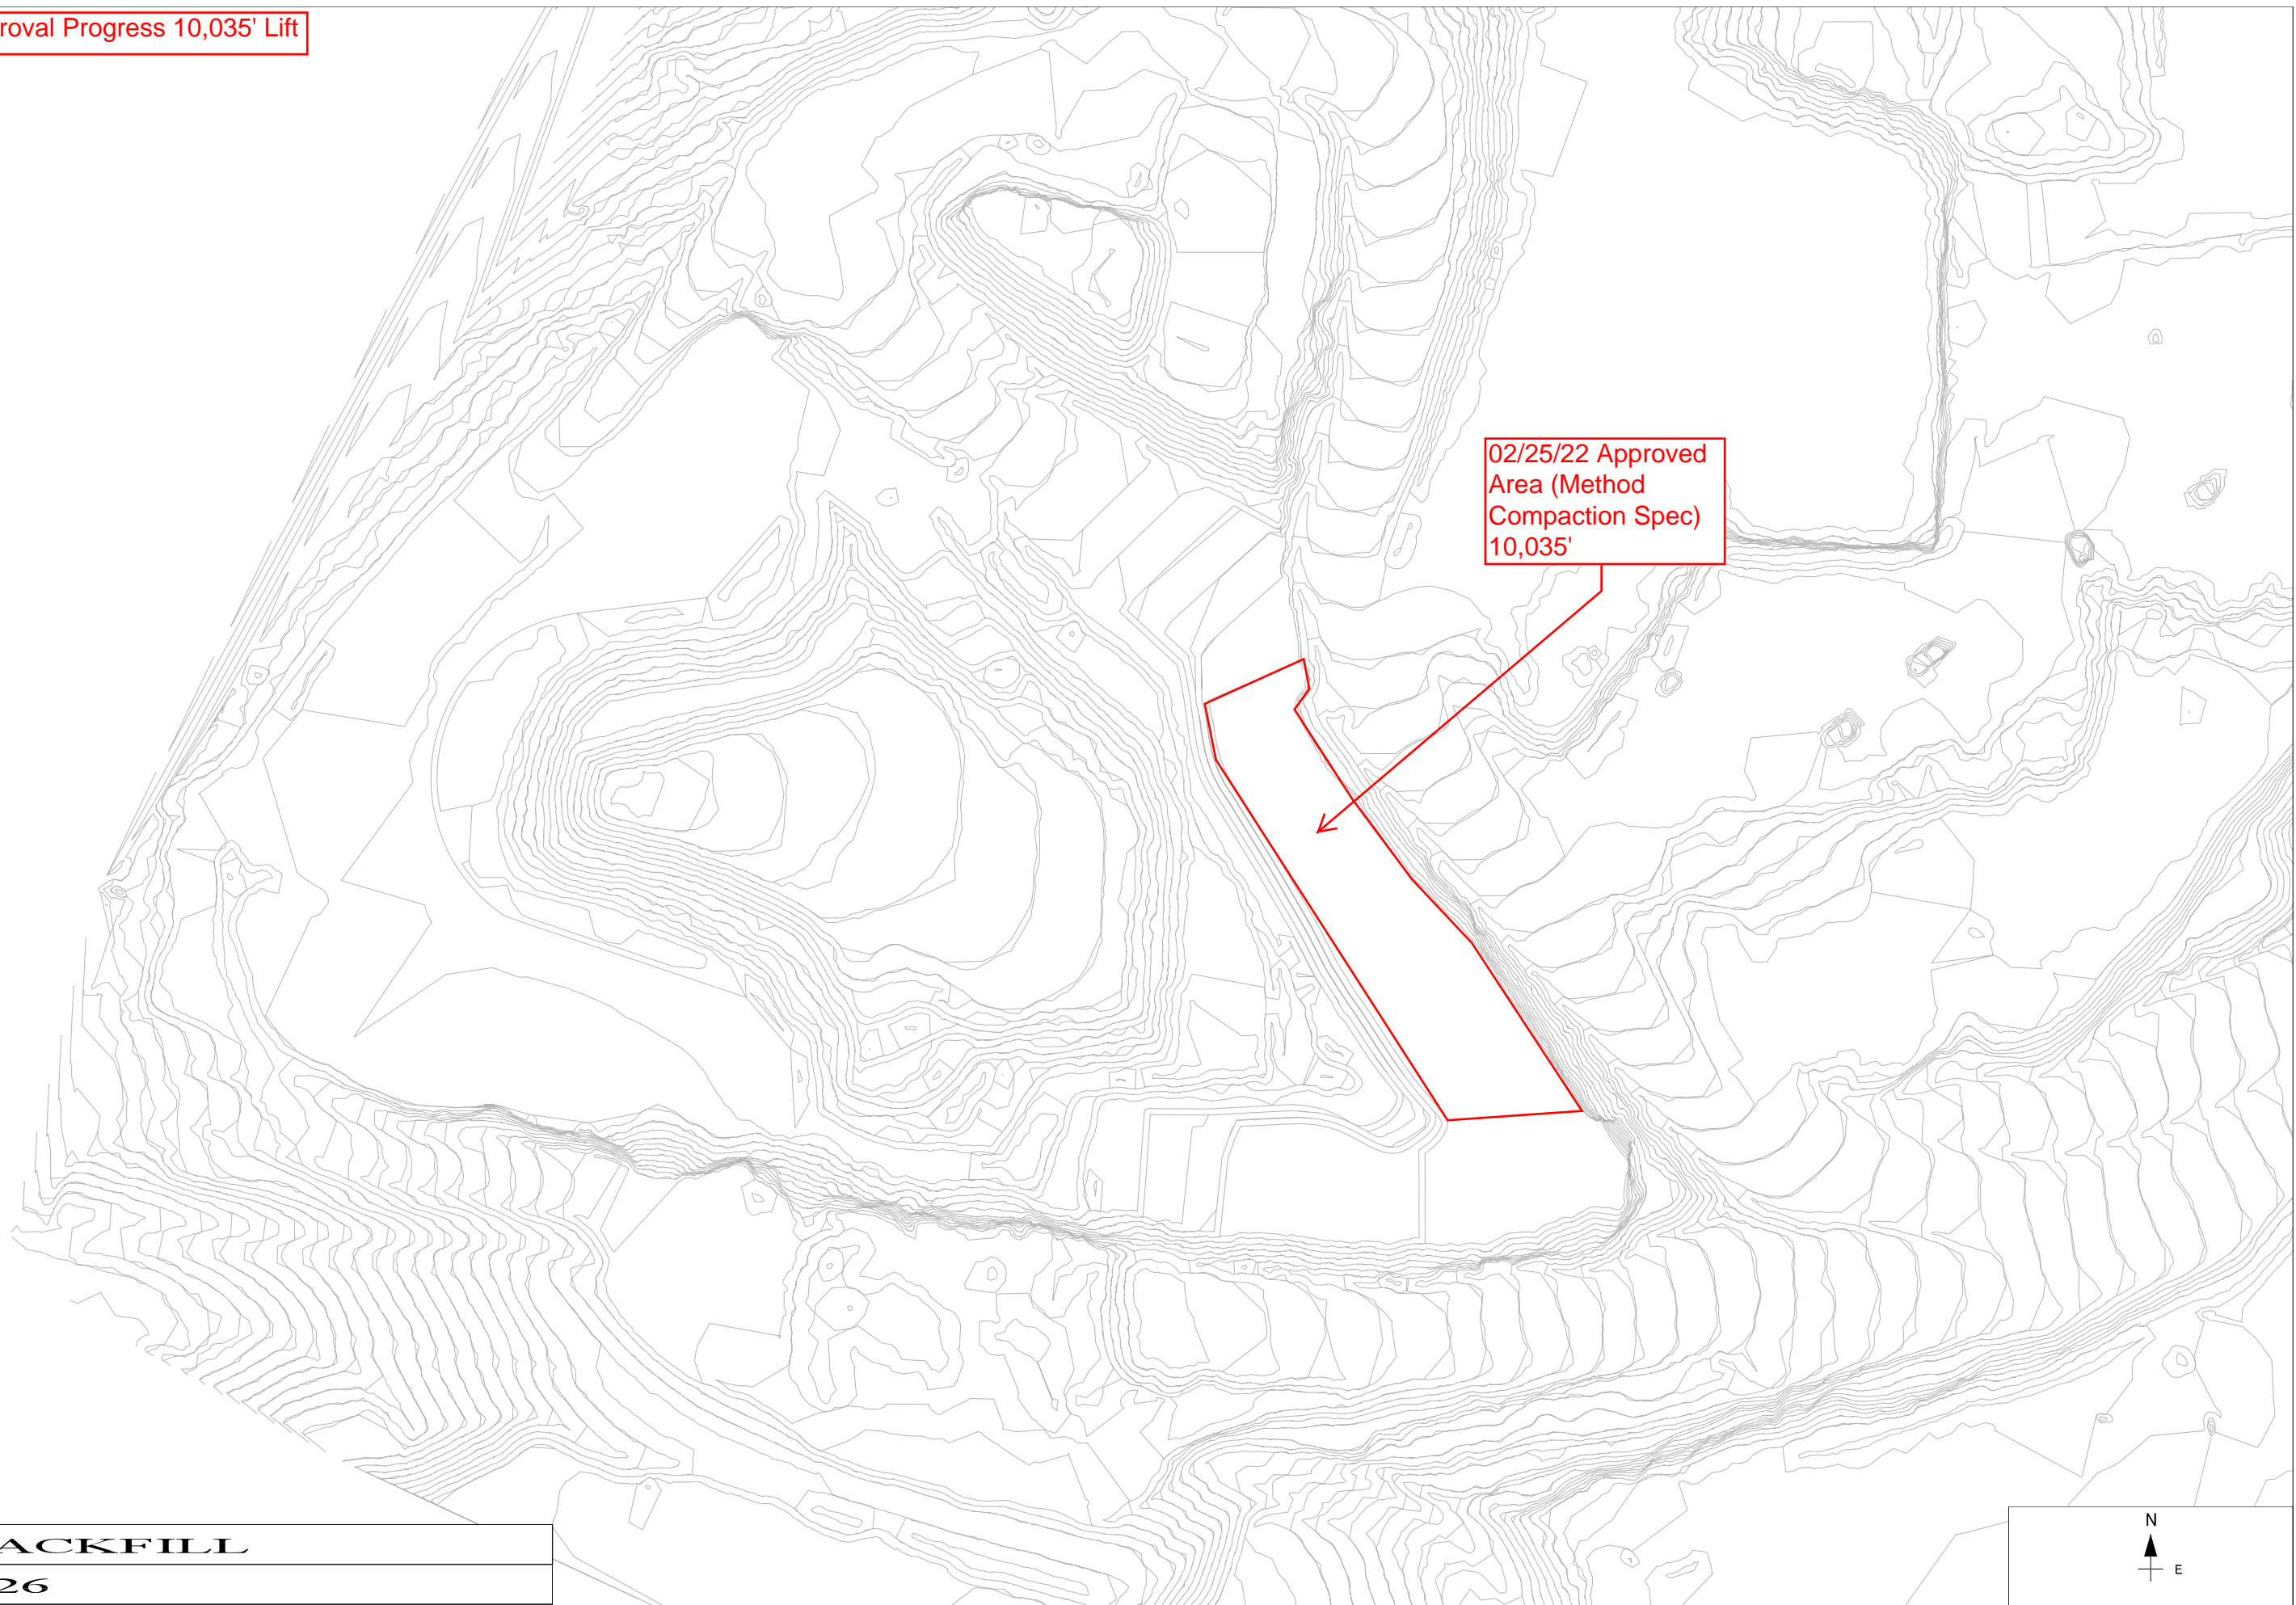 roval Progress 10,035' Lift
02/25/22 Approved
Area (Method
Compaction Spec)
10,035'
ACKFILL
26
N
E